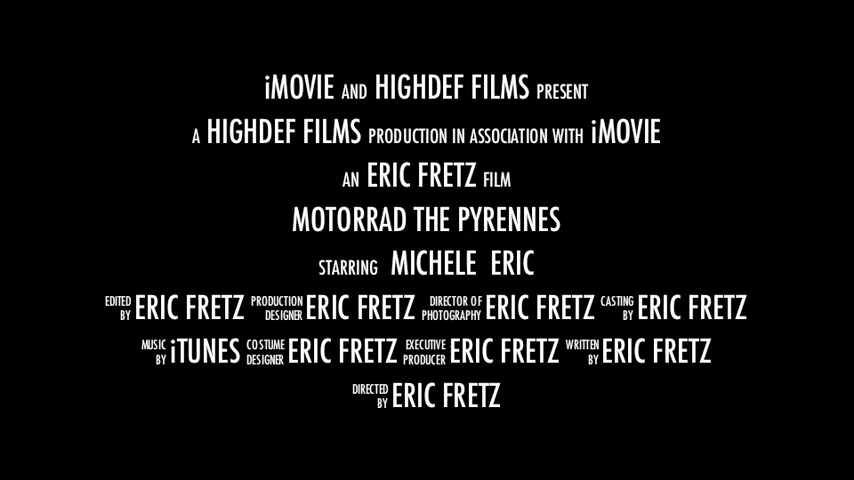 iMOVIE AND HIGHDEF FILMS PRESENT
A HIGHDEF FILMS PRODUCTION IN ASSOCIATION WITH iMOVIE
AN ERIC FRETZ FILM
MOTORRAD THE PYRENNES
STARRING MICHELE ERIC
EDITED BY ERIC FRETZ PRODUCTION DESIGNER ERIC FRETZ DIRECTOR OF PHOTOGRAPHY ERIC FRETZ CASTING BY ERIC FRETZ
MUSIC BY iTUNES COSTUME DESIGNER ERIC FRETZ EXECUTIVE PRODUCER ERIC FRETZ WRITTEN BY ERIC FRETZ
DIRECTED BY ERIC FRETZ